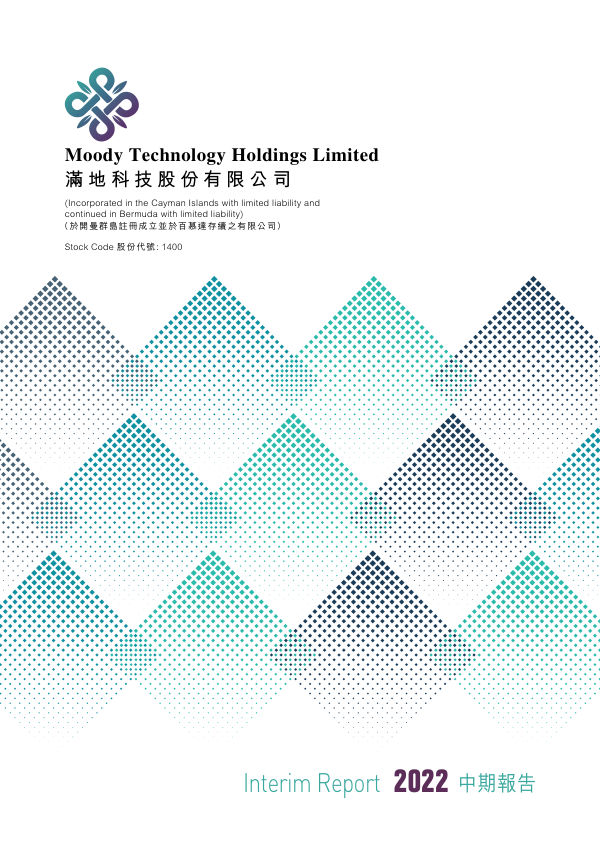 Moody Technology Holdings Limited
滿地科技股份有限公司
(Incorporated in the Cayman Islands with limited liability and
continued in Bermuda with limited liability)
(於開曼群島註冊成立並於百慕達存續之有限公司)
Stock Code 股份代號: 1400
Interim Report 2022 中期報告